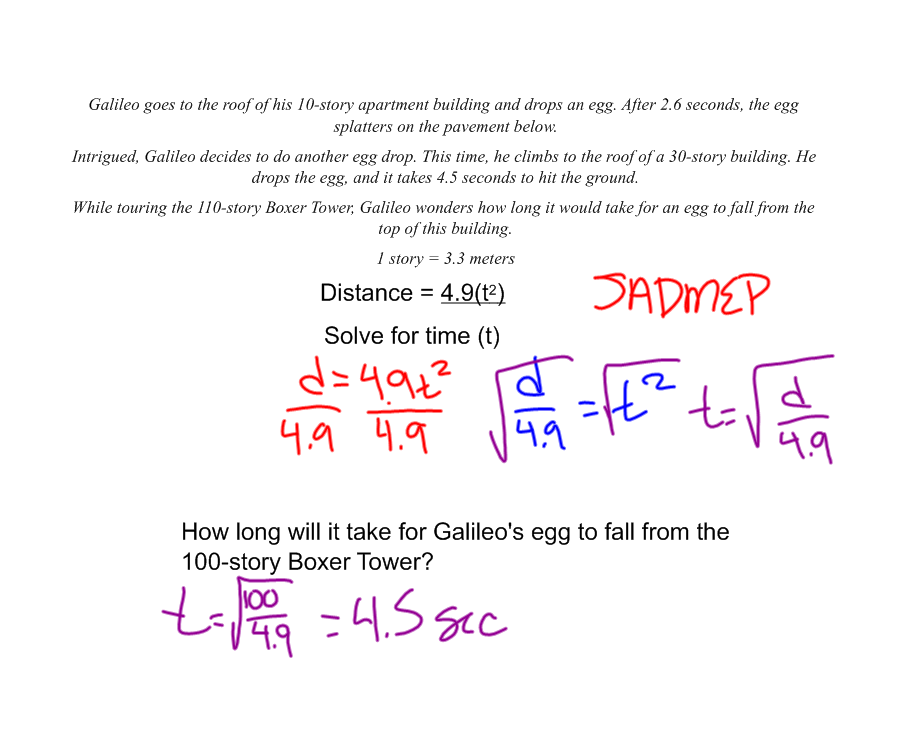 Galileo goes to the roof of his 10-story apartment building and drops an egg. After 2.6 seconds, the egg
splatters on the pavement below.
Intrigued, Galileo decides to do another egg drop. This time, he climbs to the roof of a 30-story building. He
drops the egg, and it takes 4.5 seconds to hit the ground.
While touring the 110-story Boxer Tower, Galileo wonders how long it would take for an egg to fall from the
top of this building.
1 story = 3.3 meters
Distance = 4.9(t²)
SADMEP
Solve for time (t)
d/4.9 = 4.9t²/4.9 √(d/4.9) = √t² t = √(d/4.9)
How long will it take for Galileo's egg to fall from the
100-story Boxer Tower?
t = √(100/4.9) = 4.5 sec